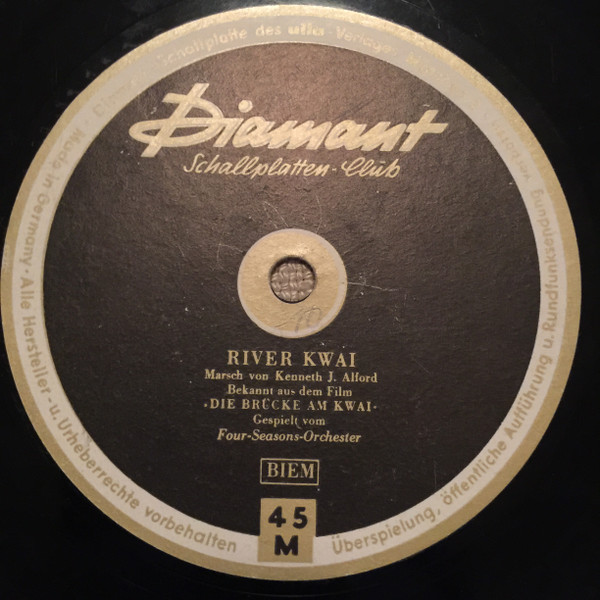 Diamant
Schallplatten-Club
RIVER KWAI
Marsch von Kenneth J. Alford
Bekannt aus dem Film
›DIE BRÜCKE AM KWAI‹
Gespielt vom
Four-Seasons-Orchester
BIEM
45
M
Made in Germany · Alle Hersteller- u. Urheberrechte vorbehalten
Überspielung, öffentliche Aufführung u. Rundfunksendung verboten
Schallplatte des ufa-Verlages